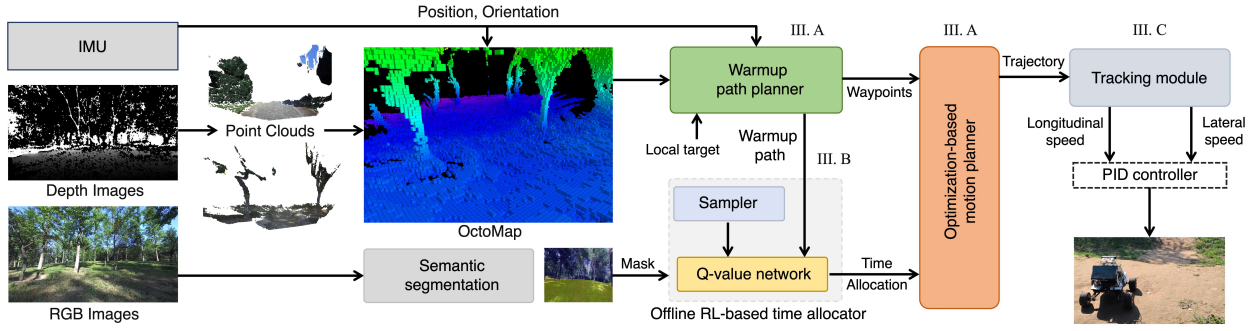 Position, Orientation
III. A
III. A
III. C
IMU
Warmup
path planner
Waypoints
Trajectory
Tracking module
Point Clouds
Local target
Warmup
path
III. B
Longitudinal
speed
Lateral
speed
Depth Images
PID controller
Optimization-based
motion planner
Sampler
OctoMap
Semantic
segmentation
Mask
Q-value network
Time
Allocation
RGB Images
Offline RL-based time allocator